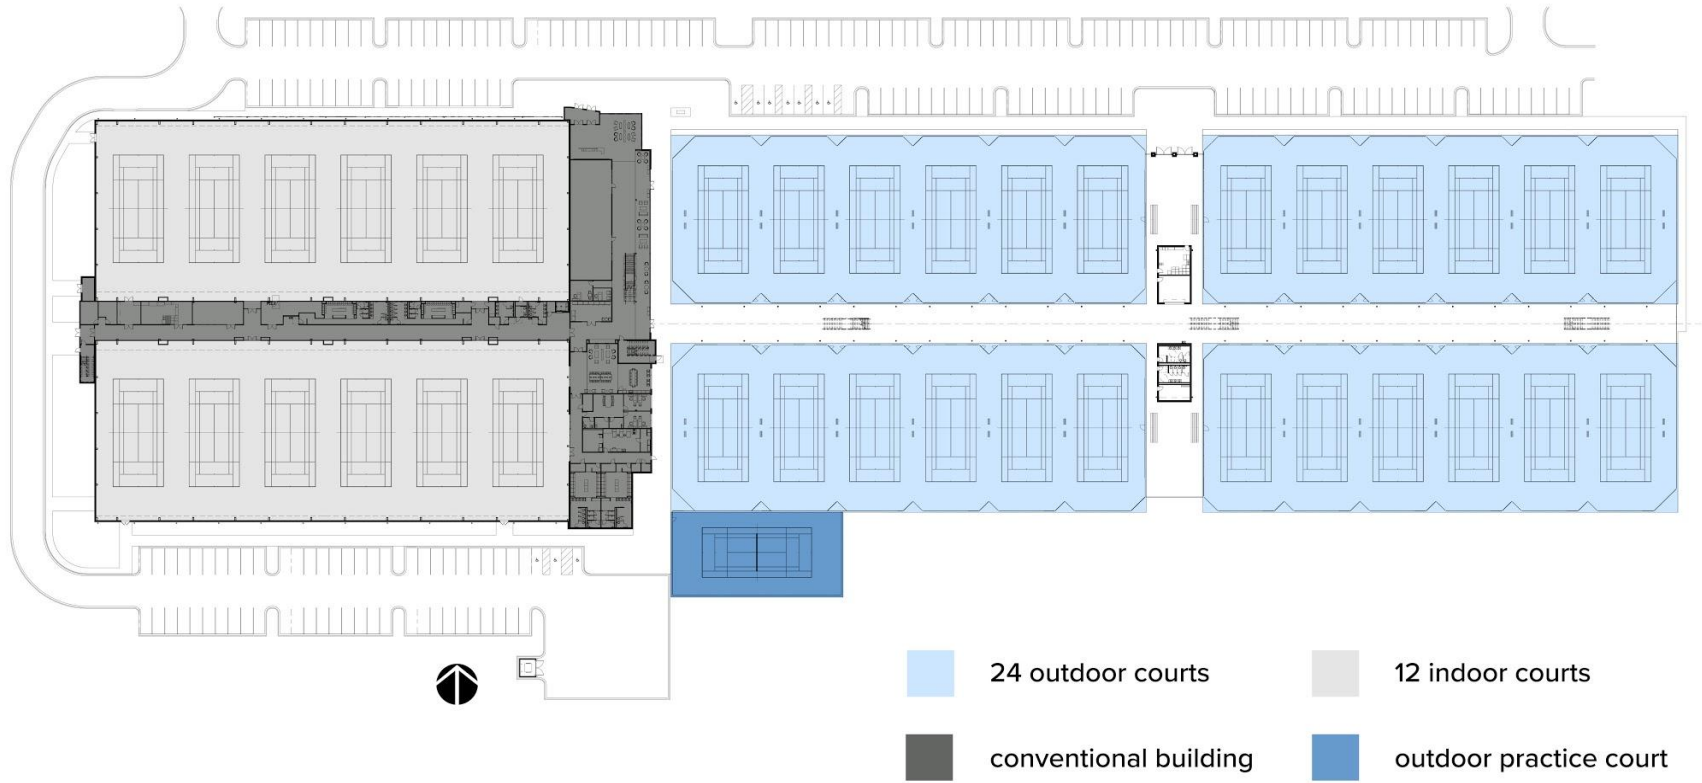 24 outdoor courts
12 indoor courts
conventional building
outdoor practice court